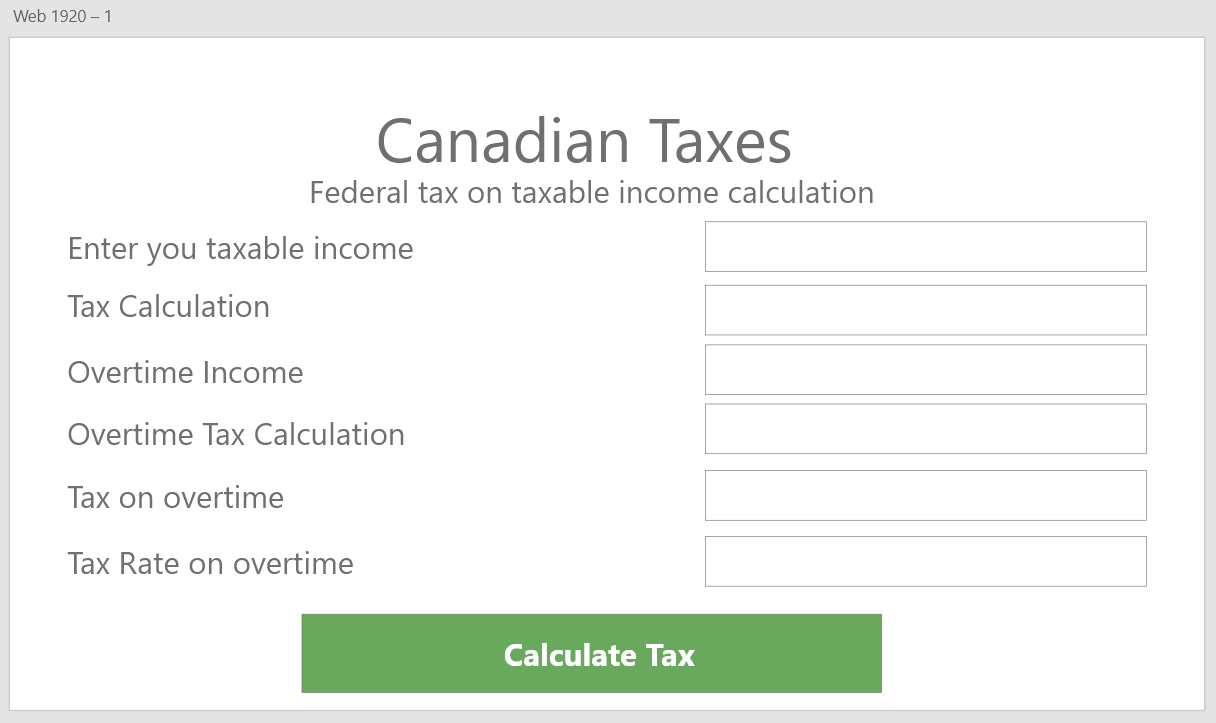 Web 1920 – 1
Canadian Taxes
Federal tax on taxable income calculation
Enter you taxable income
Tax Calculation
Overtime Income
Overtime Tax Calculation
Tax on overtime
Tax Rate on overtime
Calculate Tax